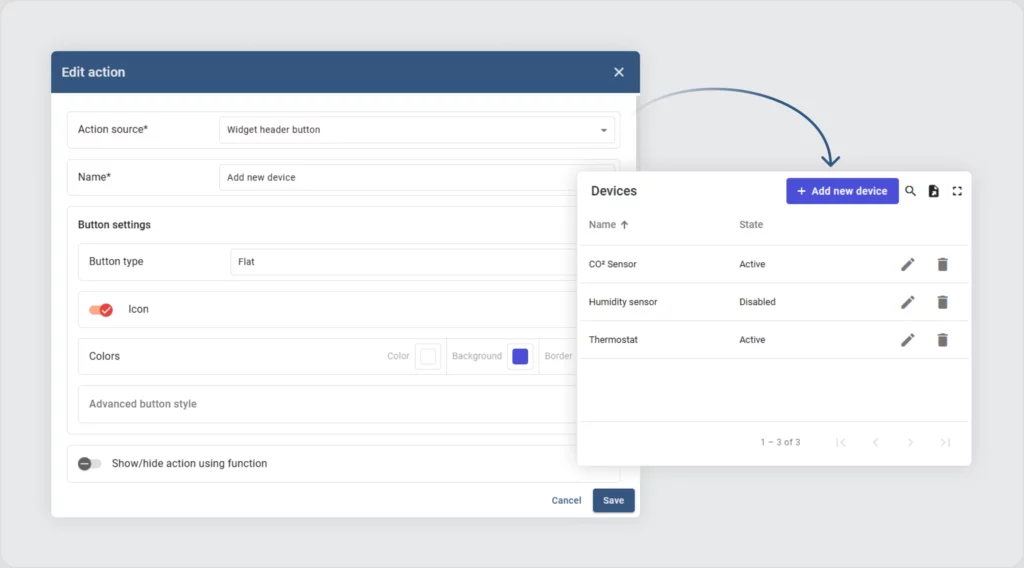 Edit action
Action source*
Widget header button
Name*
Add new device
Button settings
Button type
Flat
Icon
Colors
Color
Background
Border
Advanced button style
Show/hide action using function
Cancel
Save
Devices
+ Add new device
Name
State
CO² Sensor
Active
Humidity sensor
Disabled
Thermostat
Active
1 – 3 of 3